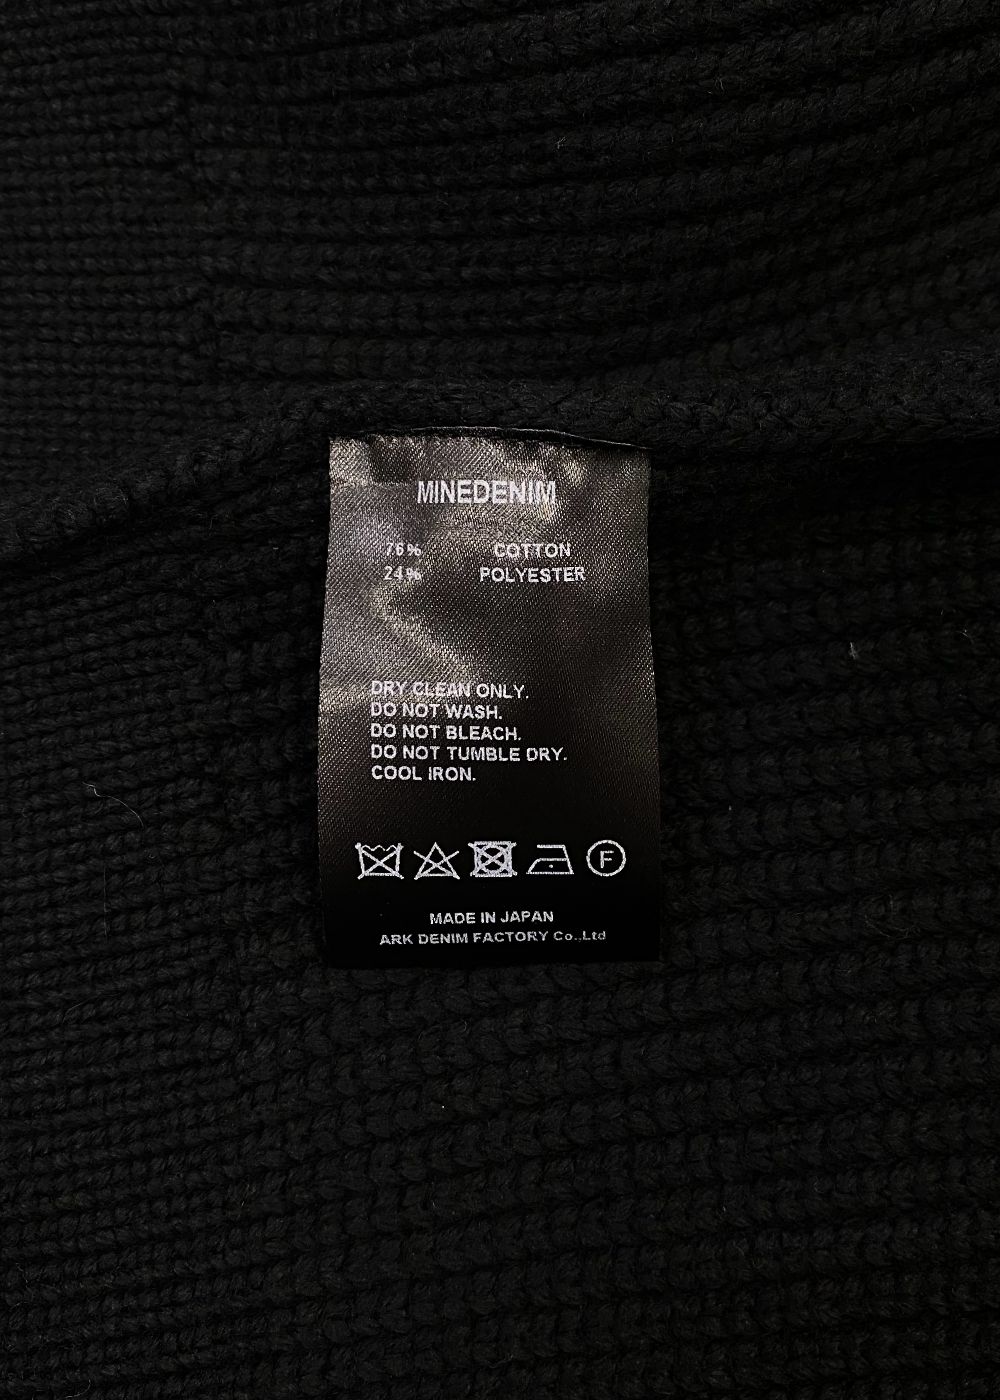 MINEDENIM
76% COTTON
24% POLYESTER
DRY CLEAN ONLY.
DO NOT WASH.
DO NOT BLEACH.
DO NOT TUMBLE DRY.
COOL IRON.
F
MADE IN JAPAN
ARK DENIM FACTORY Co.,Ltd